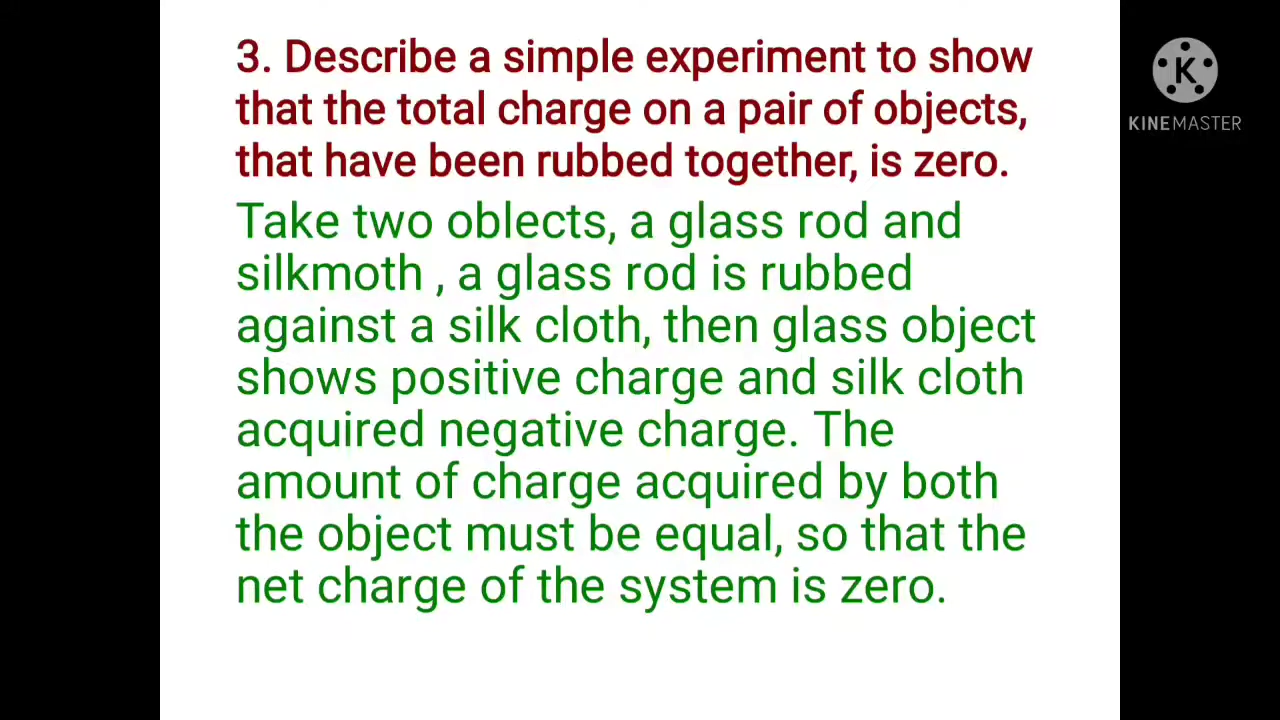 3. Describe a simple experiment to show
that the total charge on a pair of objects,
that have been rubbed together, is zero.
Take two oblects, a glass rod and
silkmoth , a glass rod is rubbed
against a silk cloth, then glass object
shows positive charge and silk cloth
acquired negative charge. The
amount of charge acquired by both
the object must be equal, so that the
net charge of the system is zero.
K
KINEMASTER